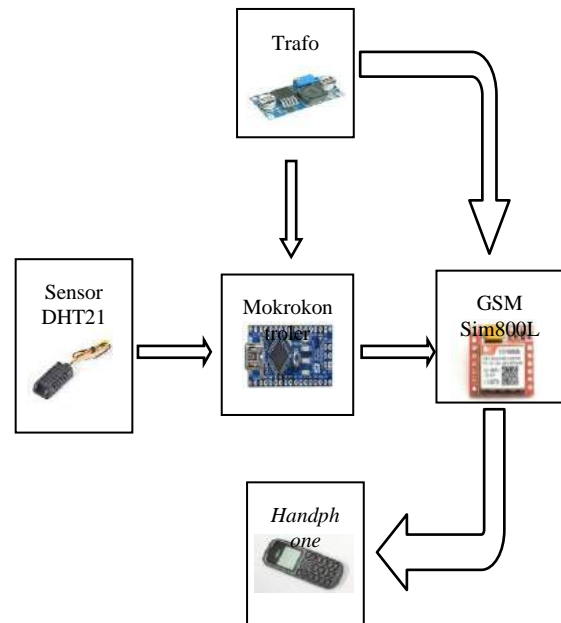 Trafo
Sensor
DHT21
Mokrokon
troler
GSM
Sim800L
Handph
one